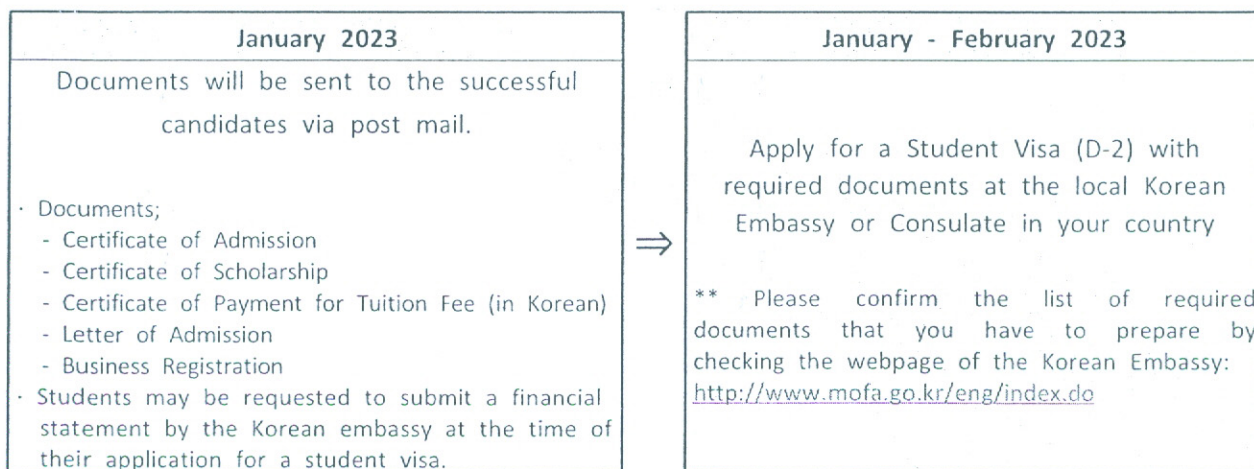 January 2023
Documents will be sent to the successful
candidates via post mail.
· Documents;
- Certificate of Admission
- Certificate of Scholarship
- Certificate of Payment for Tuition Fee (in Korean)
- Letter of Admission
- Business Registration
· Students may be requested to submit a financial
statement by the Korean embassy at the time of
their application for a student visa.
⇒
January - February 2023
Apply for a Student Visa (D-2) with
required documents at the local Korean
Embassy or Consulate in your country
** Please confirm the list of required
documents that you have to prepare by
checking the webpage of the Korean Embassy:
http://www.mofa.go.kr/eng/index.do